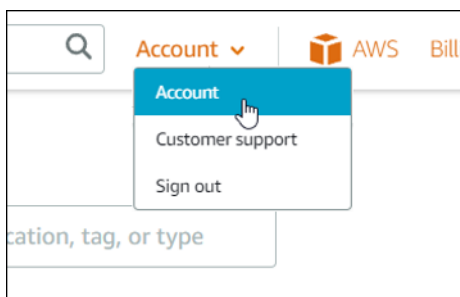 Account AWS Bill
Account
Customer support
Sign out
cation, tag, or type